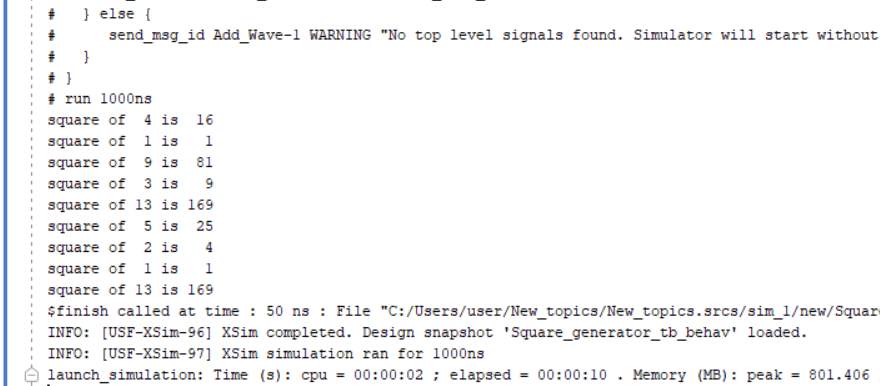 #   } else {
#      send_msg_id Add_Wave-1 WARNING "No top level signals found. Simulator will start without
#   }
# }
# run 1000ns
square of  4 is  16
square of  1 is   1
square of  9 is  81
square of  3 is   9
square of 13 is 169
square of  5 is  25
square of  2 is   4
square of  1 is   1
square of 13 is 169
$finish called at time : 50 ns : File "C:/Users/user/New_topics/New_topics.srcs/sim_1/new/Squar
INFO: [USF-XSim-96] XSim completed. Design snapshot 'Square_generator_tb_behav' loaded.
INFO: [USF-XSim-97] XSim simulation ran for 1000ns
launch_simulation: Time (s): cpu = 00:00:02 ; elapsed = 00:00:10 . Memory (MB): peak = 801.406